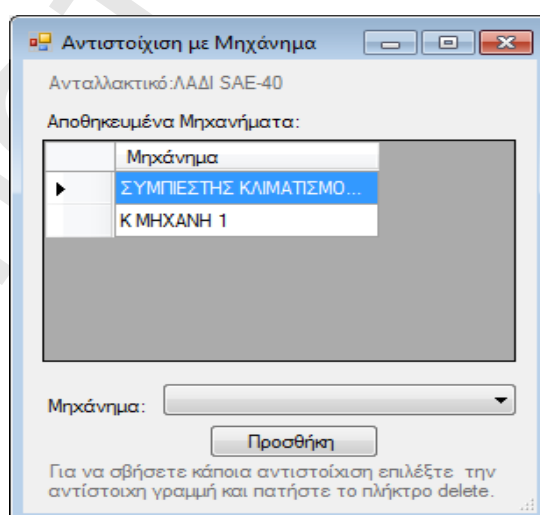 Αντιστοίχιση με Μηχάνημα
Ανταλλακτικό:ΛΑΔΙ SAE-40
Αποθηκευμένα Μηχανήματα:
Μηχάνημα
ΣΥΜΠΙΕΣΤΗΣ ΚΛΙΜΑΤΙΣΜΟ...
Κ ΜΗΧΑΝΗ 1
Μηχάνημα:
Προσθήκη
Για να σβήσετε κάποια αντιστοίχιση επιλέξτε την
αντίστοιχη γραμμή και πατήστε το πλήκτρο delete.